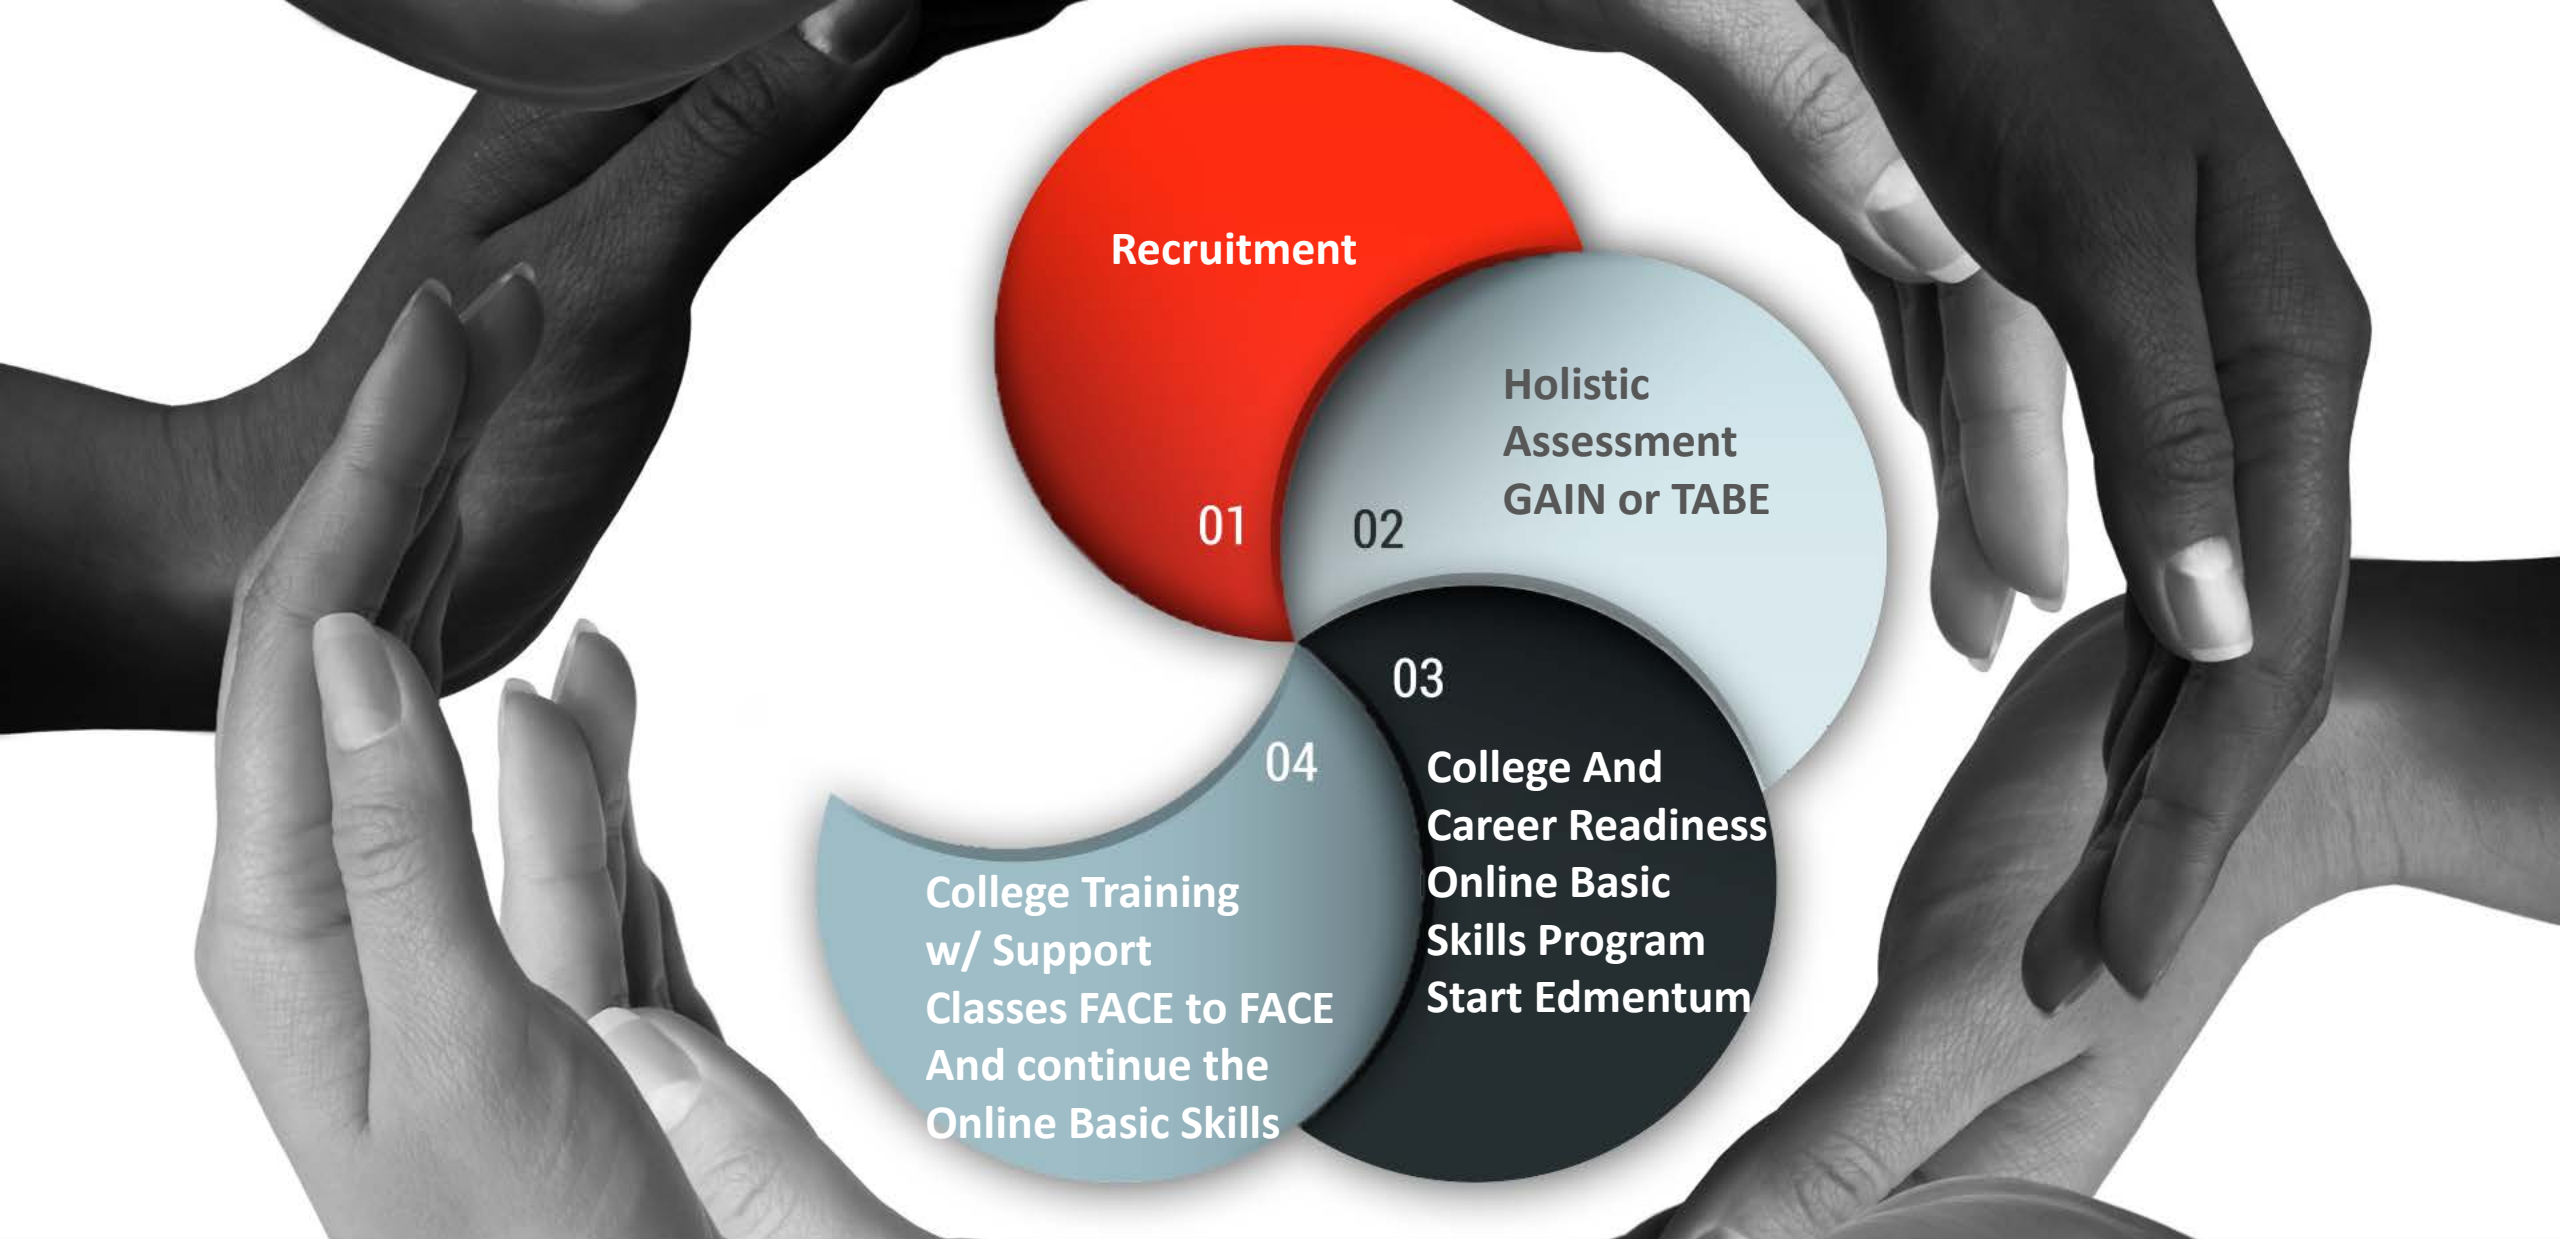 Recruitment
01
Holistic
Assessment
GAIN or TABE
02
03
College And
Career Readiness
Online Basic
Skills Program
Start Edmentum
04
College Training
w/ Support
Classes FACE to FACE
And continue the
Online Basic Skills